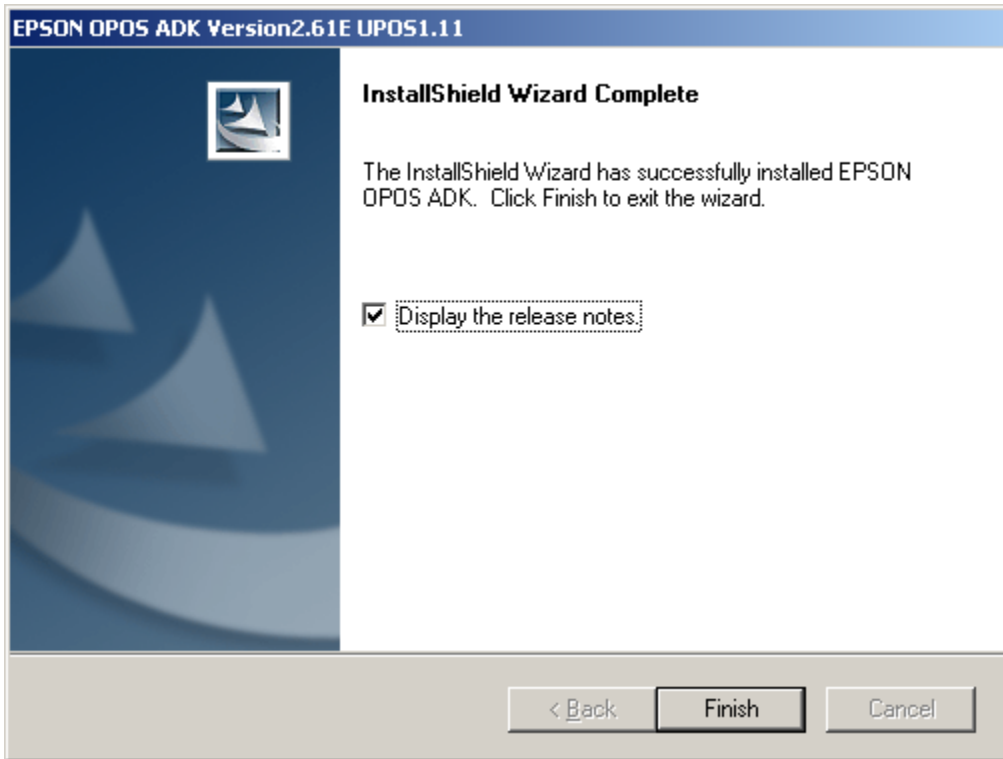 EPSON OPOS ADK Version2.61E UPOS1.11
InstallShield Wizard Complete
The InstallShield Wizard has successfully installed EPSON
OPOS ADK.  Click Finish to exit the wizard.
Display the release notes.
< Back
Finish
Cancel